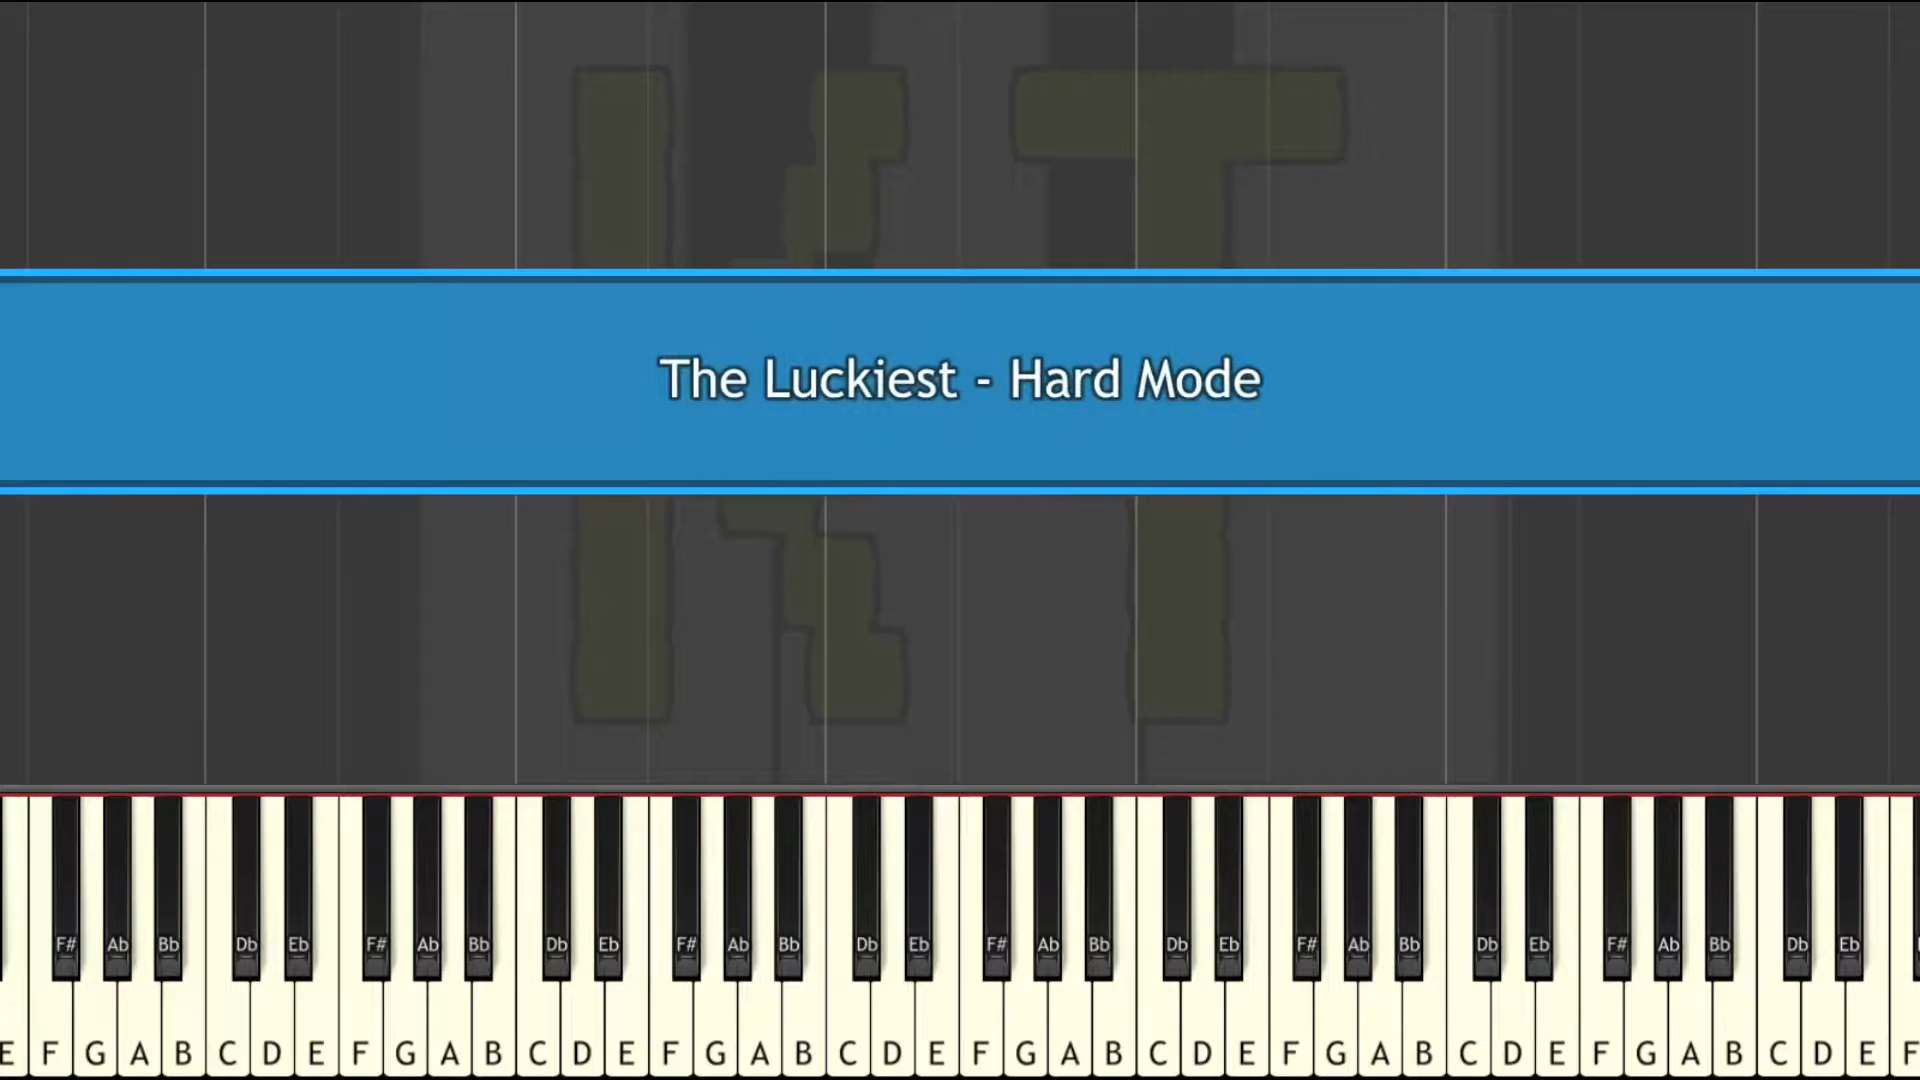 KT
The Luckiest - Hard Mode
F# Ab Bb Db Eb F# Ab Bb Db Eb F# Ab Bb Db Eb F# Ab Bb Db Eb F# Ab Bb Db Eb F# Ab Bb Db Eb
E F G A B C D E F G A B C D E F G A B C D E F G A B C D E F G A B C D E F G A B C D E F